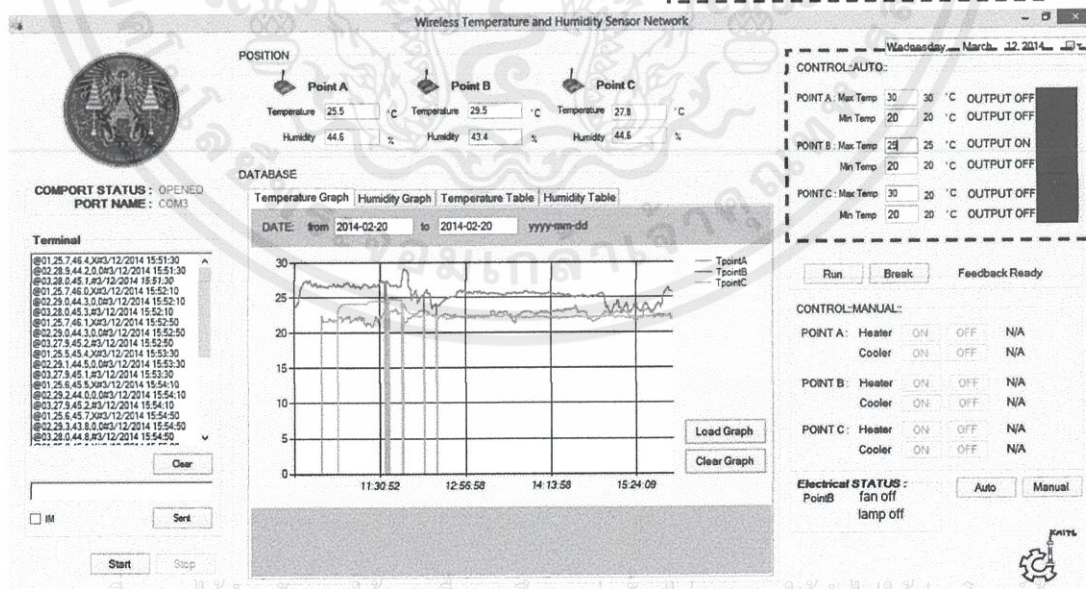 Wireless Temperature and Humidity Sensor Network
Wednesday, March 12, 2014
POSITION
Point A Point B Point C
Temperature 25.5 °C Temperature 29.5 °C Temperature 27.8 °C
Humidity 44.6 % Humidity 43.4 % Humidity 44.6 %
COMPORT STATUS : OPENED
PORT NAME : COM3
Terminal
@01,25.7,46.4,X#3/12/2014 15:51:30
@02,28.9,44.2,0.0#3/12/2014 15:51:30
@03,28.0,45.1,#3/12/2014 15:51:30
@01,25.7,46.0,X#3/12/2014 15:52:10
@02,29.0,44.3,0.0#3/12/2014 15:52:10
@03,28.0,45.3,#3/12/2014 15:52:10
@01,25.7,46.1,X#3/12/2014 15:52:50
@02,29.0,44.3,0.0#3/12/2014 15:52:50
@03,27.9,45.2,#3/12/2014 15:52:50
@01,25.5,45.4,X#3/12/2014 15:53:30
@02,29.1,44.5,0.0#3/12/2014 15:53:30
@03,27.9,45.1,#3/12/2014 15:53:30
@01,25.6,45.5,X#3/12/2014 15:54:10
@02,29.2,44.0,0.0#3/12/2014 15:54:10
@03,27.9,45.2,#3/12/2014 15:54:10
@01,25.6,45.7,X#3/12/2014 15:54:50
@02,29.3,43.8,0.0#3/12/2014 15:54:50
@03,28.0,44.8,#3/12/2014 15:54:50
Clear
IM Sent
Start Stop
DATABASE
Temperature Graph Humidity Graph Temperature Table Humidity Table
DATE: from 2014-02-20 to 2014-02-20 yyyy-mm-dd
30
25
20
15
10
5
0
11:30:52 12:56:58 14:13:58 15:24:09
TpointA
TpointB
TpointC
Load Graph
Clear Graph
CONTROL::AUTO::
POINT A : Max Temp 30 30 °C OUTPUT OFF
Min Temp 20 20 °C OUTPUT OFF
POINT B : Max Temp 25 25 °C OUTPUT ON
Min Temp 20 20 °C OUTPUT OFF
POINT C : Max Temp 30 20 °C OUTPUT OFF
Min Temp 20 20 °C OUTPUT OFF
Run Break Feedback Ready
CONTROL::MANUAL::
POINT A : Heater ON OFF N/A
Cooler ON OFF N/A
POINT B : Heater ON OFF N/A
Cooler ON OFF N/A
POINT C : Heater ON OFF N/A
Cooler ON OFF N/A
Electrical STATUS : Auto Manual
PointB fan off
lamp off
KMITL